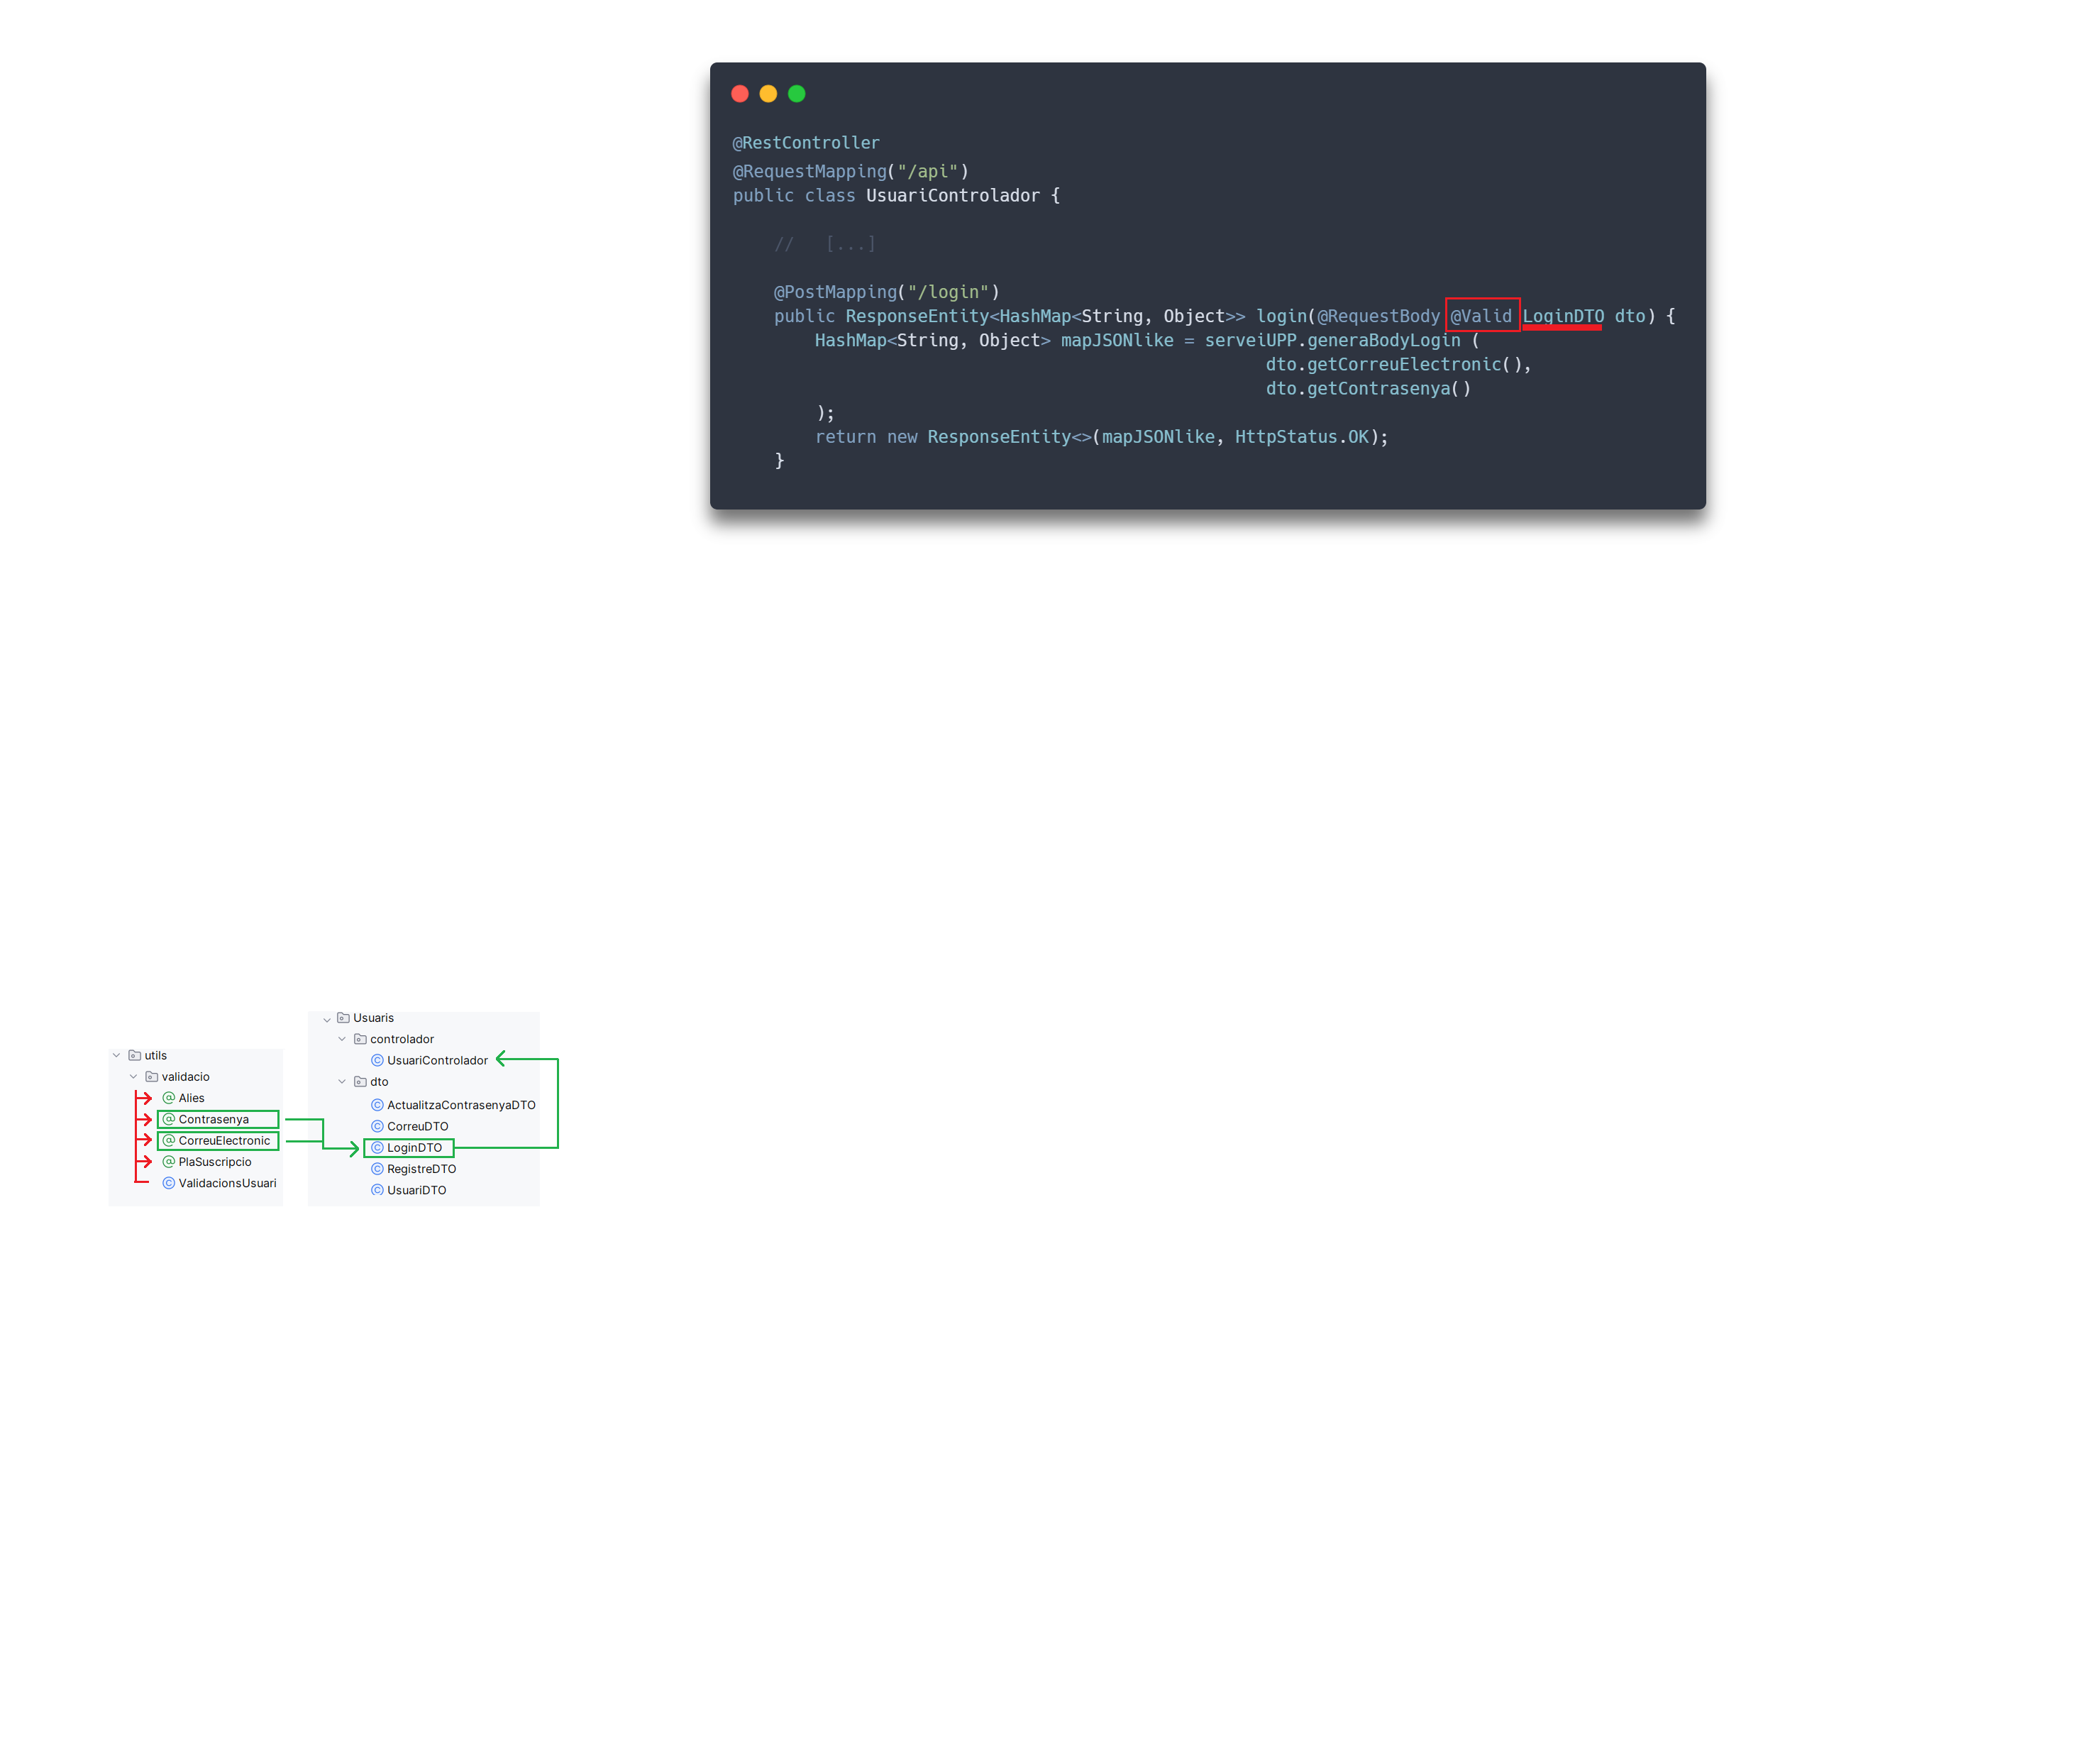 @RestController
@RequestMapping("/api")
public class UsuariControlador {
//   [...]
@PostMapping("/login")
public ResponseEntity<HashMap<String, Object>> login(@RequestBody @Valid LoginDTO dto) {
HashMap<String, Object> mapJSONlike = serveiUPP.generaBodyLogin (
dto.getCorreuElectronic(),
dto.getContrasenya()
);
return new ResponseEntity<>(mapJSONlike, HttpStatus.OK);
}
utils
validacio
Alies
Contrasenya
CorreuElectronic
PlaSuscripcio
ValidacionsUsuari
Usuaris
controlador
UsuariControlador
dto
ActualitzaContrasenyaDTO
CorreuDTO
LoginDTO
RegistreDTO
UsuariDTO